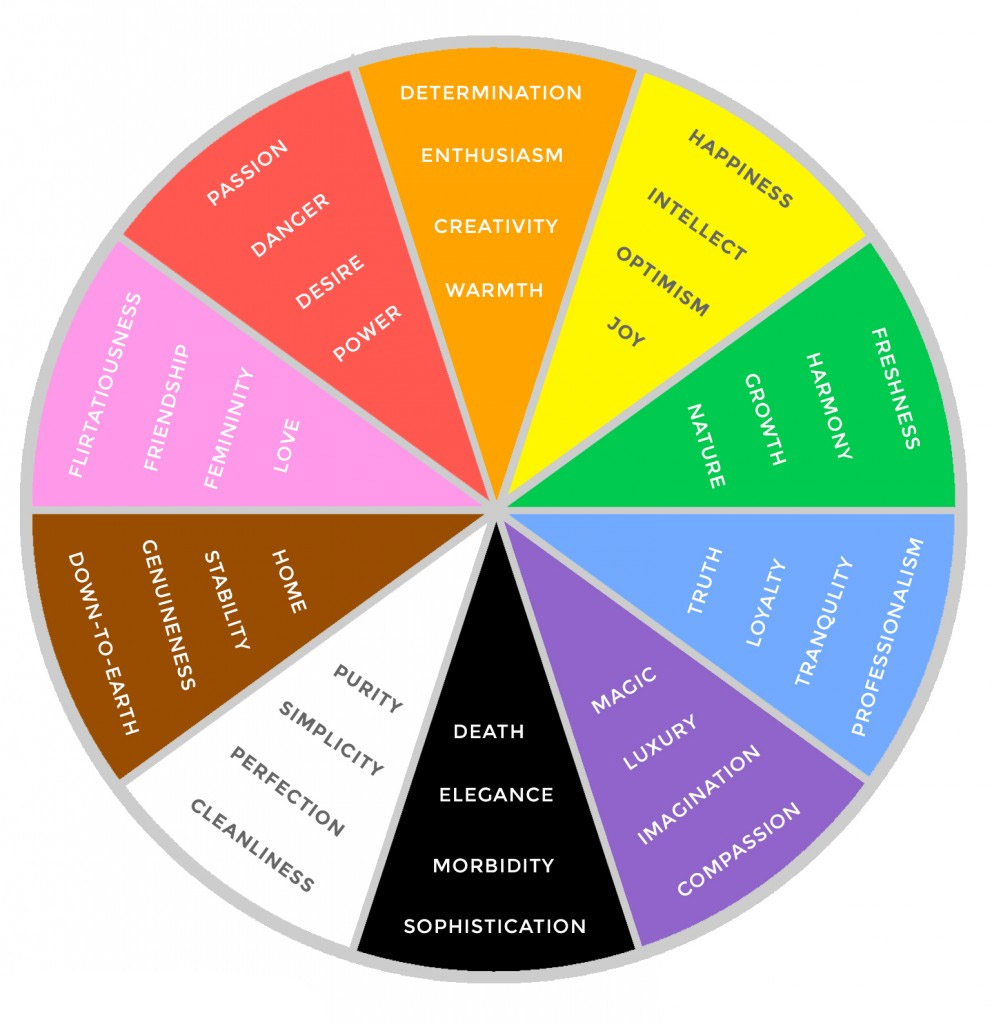 DETERMINATION
ENTHUSIASM
CREATIVITY
WARMTH
HAPPINESS
INTELLECT
OPTIMISM
JOY
FRESHNESS
HARMONY
GROWTH
NATURE
TRUTH
LOYALTY
TRANQULITY
PROFESSIONALISM
MAGIC
LUXURY
IMAGINATION
COMPASSION
DEATH
ELEGANCE
MORBIDITY
SOPHISTICATION
PURITY
SIMPLICITY
PERFECTION
CLEANLINESS
DOWN-TO-EARTH
GENUINENESS
STABILITY
HOME
FLIRTATIOUSNESS
FRIENDSHIP
FEMININITY
LOVE
PASSION
DANGER
DESIRE
POWER